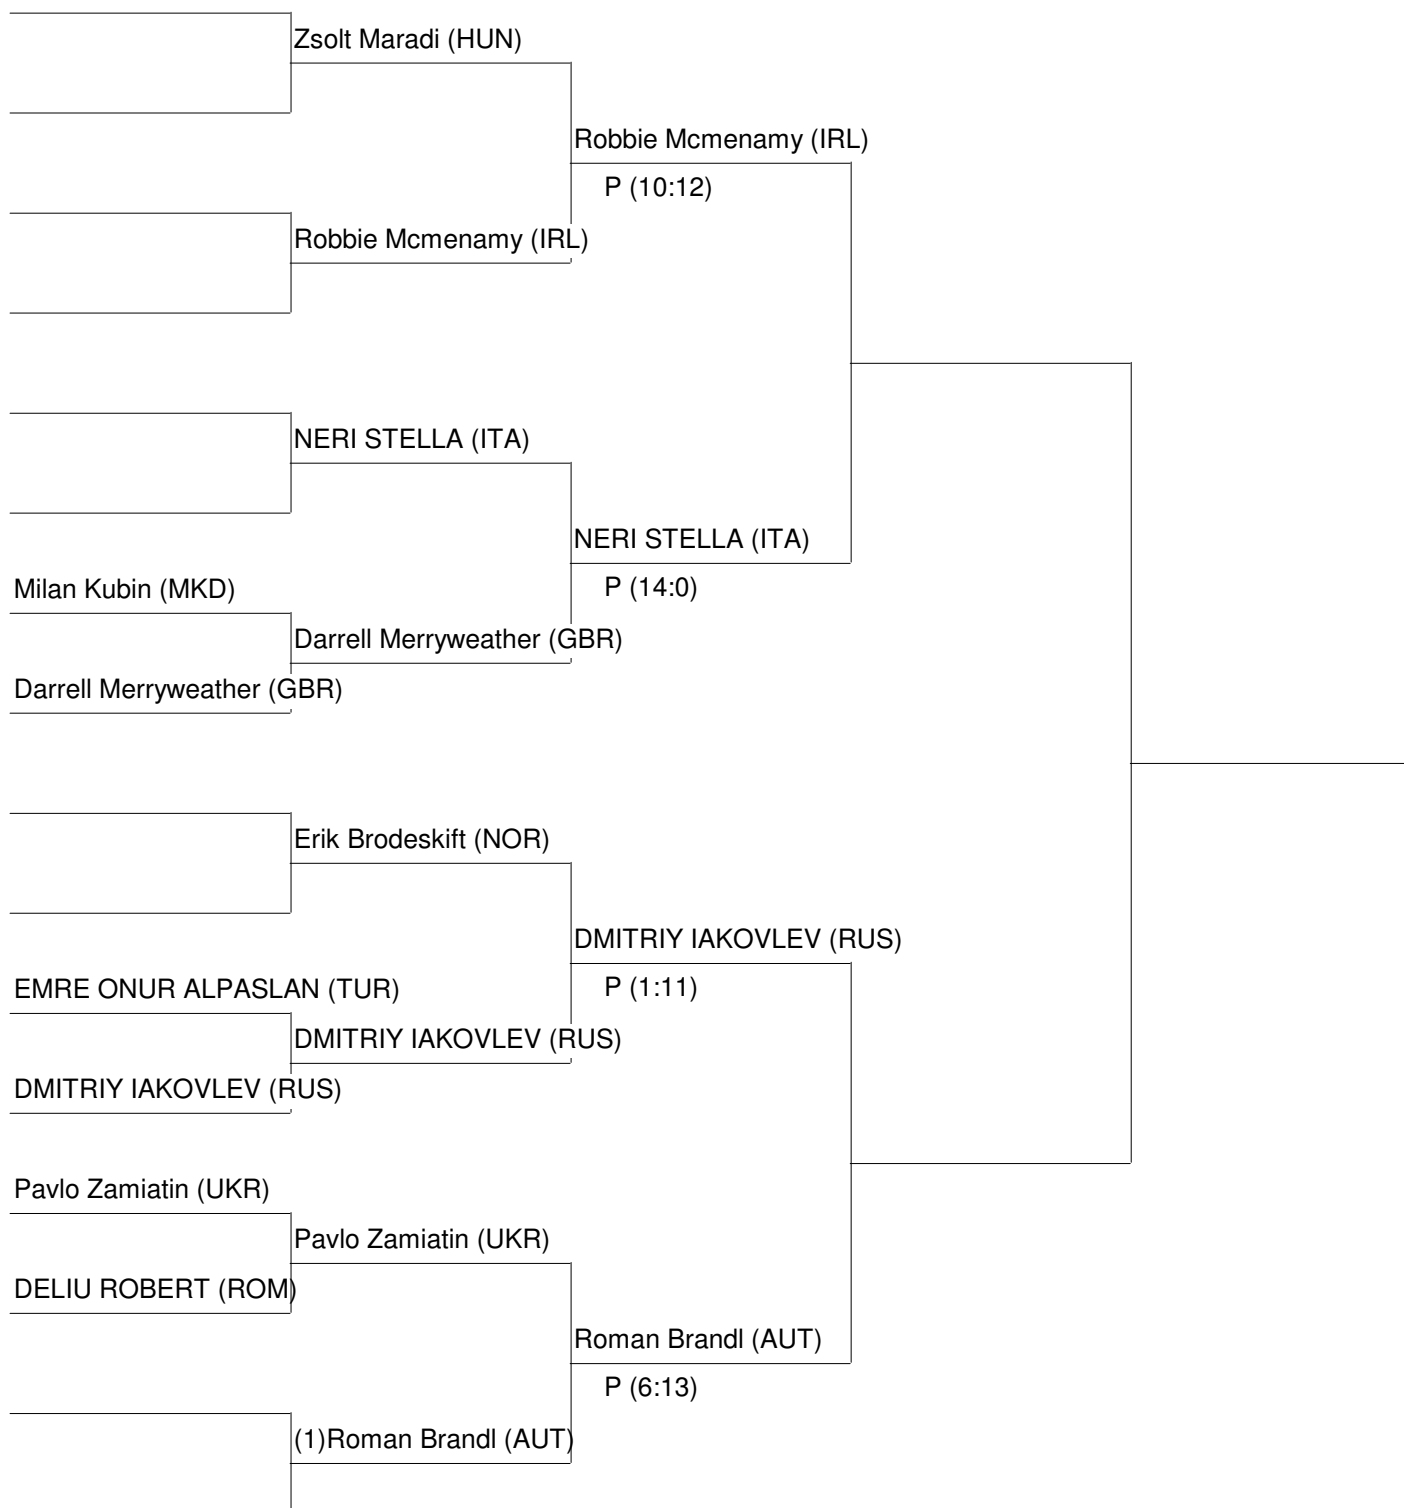 Zsolt Maradi (HUN)
Robbie Mcmenamy (IRL)
P (10:12)
Robbie Mcmenamy (IRL)
NERI STELLA (ITA)
NERI STELLA (ITA)
P (14:0)
Milan Kubin (MKD)
Darrell Merryweather (GBR)
Darrell Merryweather (GBR)
Erik Brodeskift (NOR)
DMITRIY IAKOVLEV (RUS)
P (1:11)
EMRE ONUR ALPASLAN (TUR)
DMITRIY IAKOVLEV (RUS)
DMITRIY IAKOVLEV (RUS)
Pavlo Zamiatin (UKR)
Pavlo Zamiatin (UKR)
DELIU ROBERT (ROM)
Roman Brandl (AUT)
P (6:13)
(1)Roman Brandl (AUT)